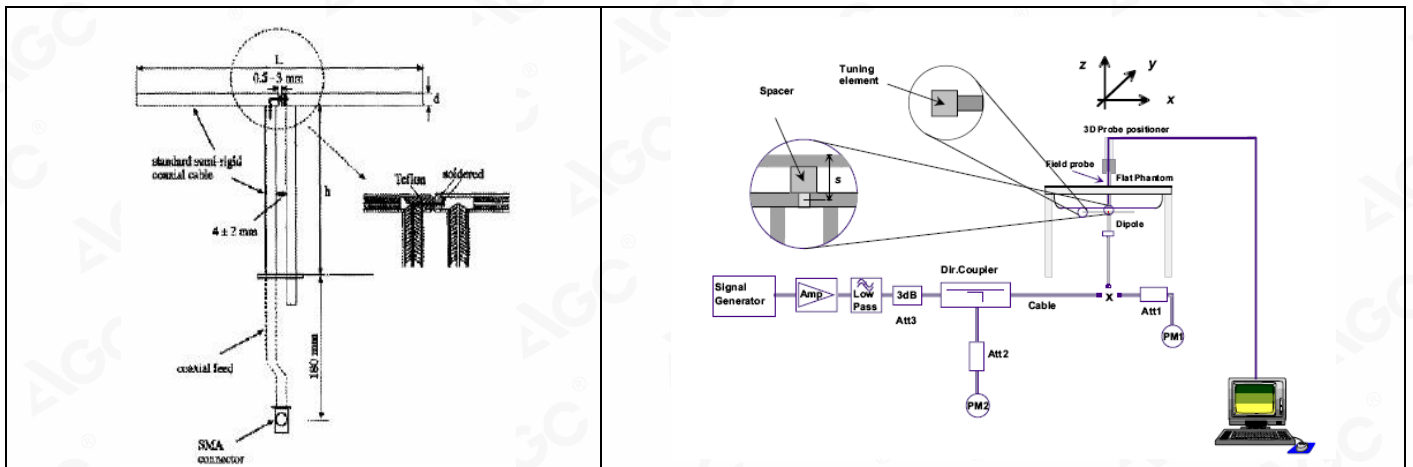 L
0.5-3 mm
d
standard semi-rigid
coaxial cable
h
Teflon
soldered
4 ± 2 mm
coaxial feed
180 mm
SMA
connector
z
y
x
Tuning
element
Spacer
s
3D Probe positioner
Field probe
Flat Phantom
Dipole
Signal
Generator
Amp
Low
Pass
3dB
Att3
Dir.Coupler
Cable
X
Att1
PM1
Att2
PM2
AGC